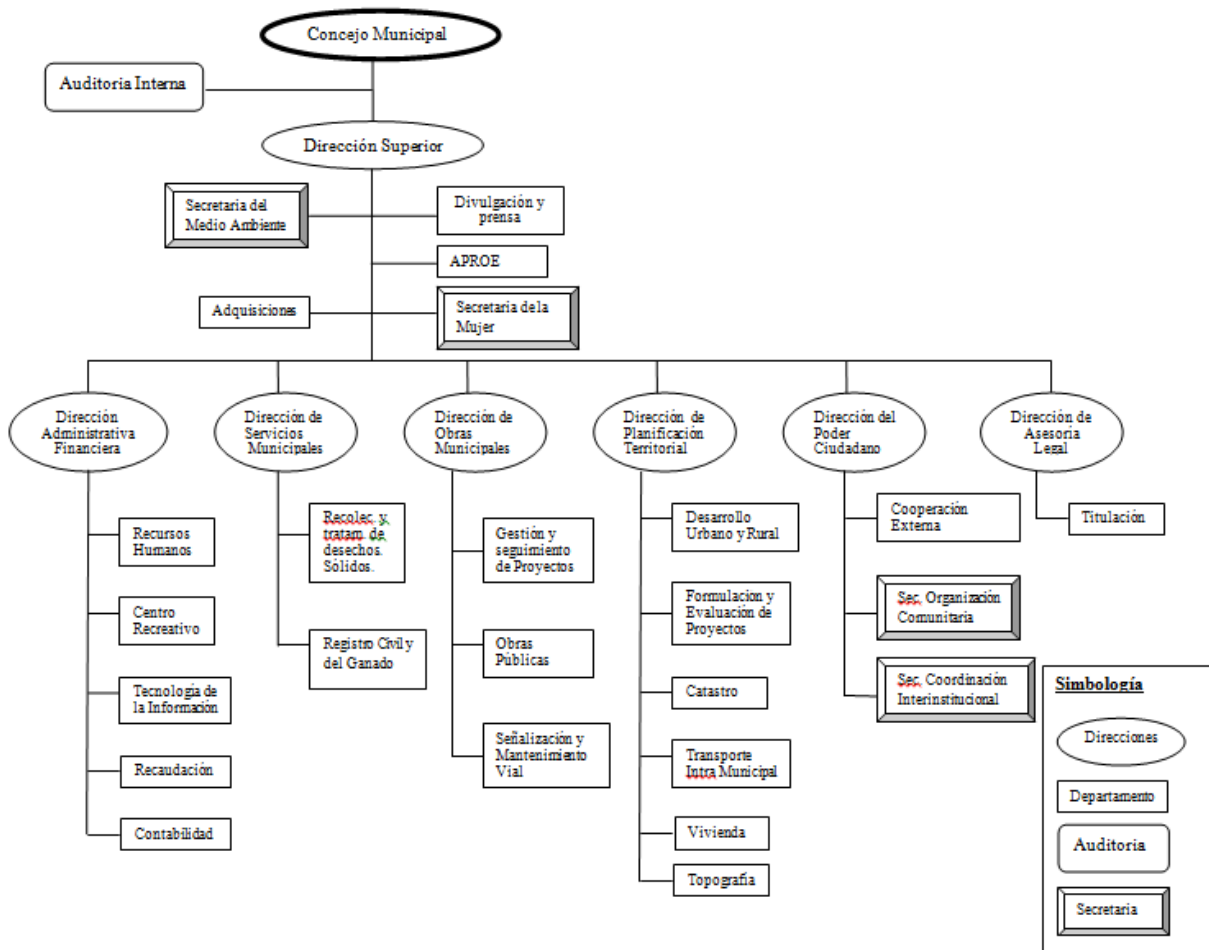 Concejo Municipal
Auditoria Interna
Dirección Superior
Secretaria del
Medio Ambiente
Divulgación y
prensa
APROE
Adquisiciones
Secretaria de la
Mujer
Dirección
Administrativa
Financiera
Dirección de
Servicios
Municipales
Dirección de
Obras
Municipales
Dirección de
Planificación
Territorial
Dirección del
Poder
Ciudadano
Dirección de
Asesoría
Legal
Recursos
Humanos
Centro
Recreativo
Tecnología de
la Información
Recaudación
Contabilidad
Recolec. y
tratam. de
desechos.
Sólidos.
Registro Civil y
del Ganado
Gestión y
seguimiento
de Proyectos
Obras
Públicas
Señalización y
Mantenimiento
Vial
Desarrollo
Urbano y Rural
Formulacion y
Evaluación de
Proyectos
Catastro
Transporte
Intra Municipal
Vivienda
Topografía
Cooperación
Externa
Sec. Organización
Comunitaria
Sec. Coordinación
Interinstitucional
Titulación
Simbología
Direcciones
Departamento
Auditoria
Secretaria